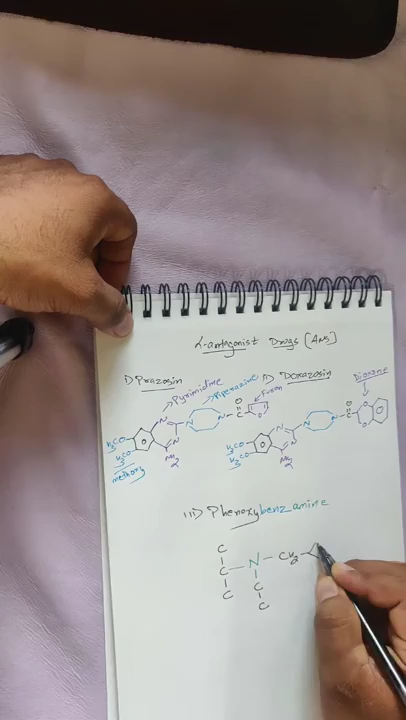 α-antagonist Drugs [ANS]
i) Prazosin
ii) Doxazosin
Pyrimidime
Piperazine
Furan
Dioxane
H3CO
H3CO
methoxy
N
N
NH2
N
N
C
O
O
H3CO
H3CO
N
N
NH2
N
N
C
O
O
O
iii) Phenoxybenzamine
C
C
C
N
CH2
C
C